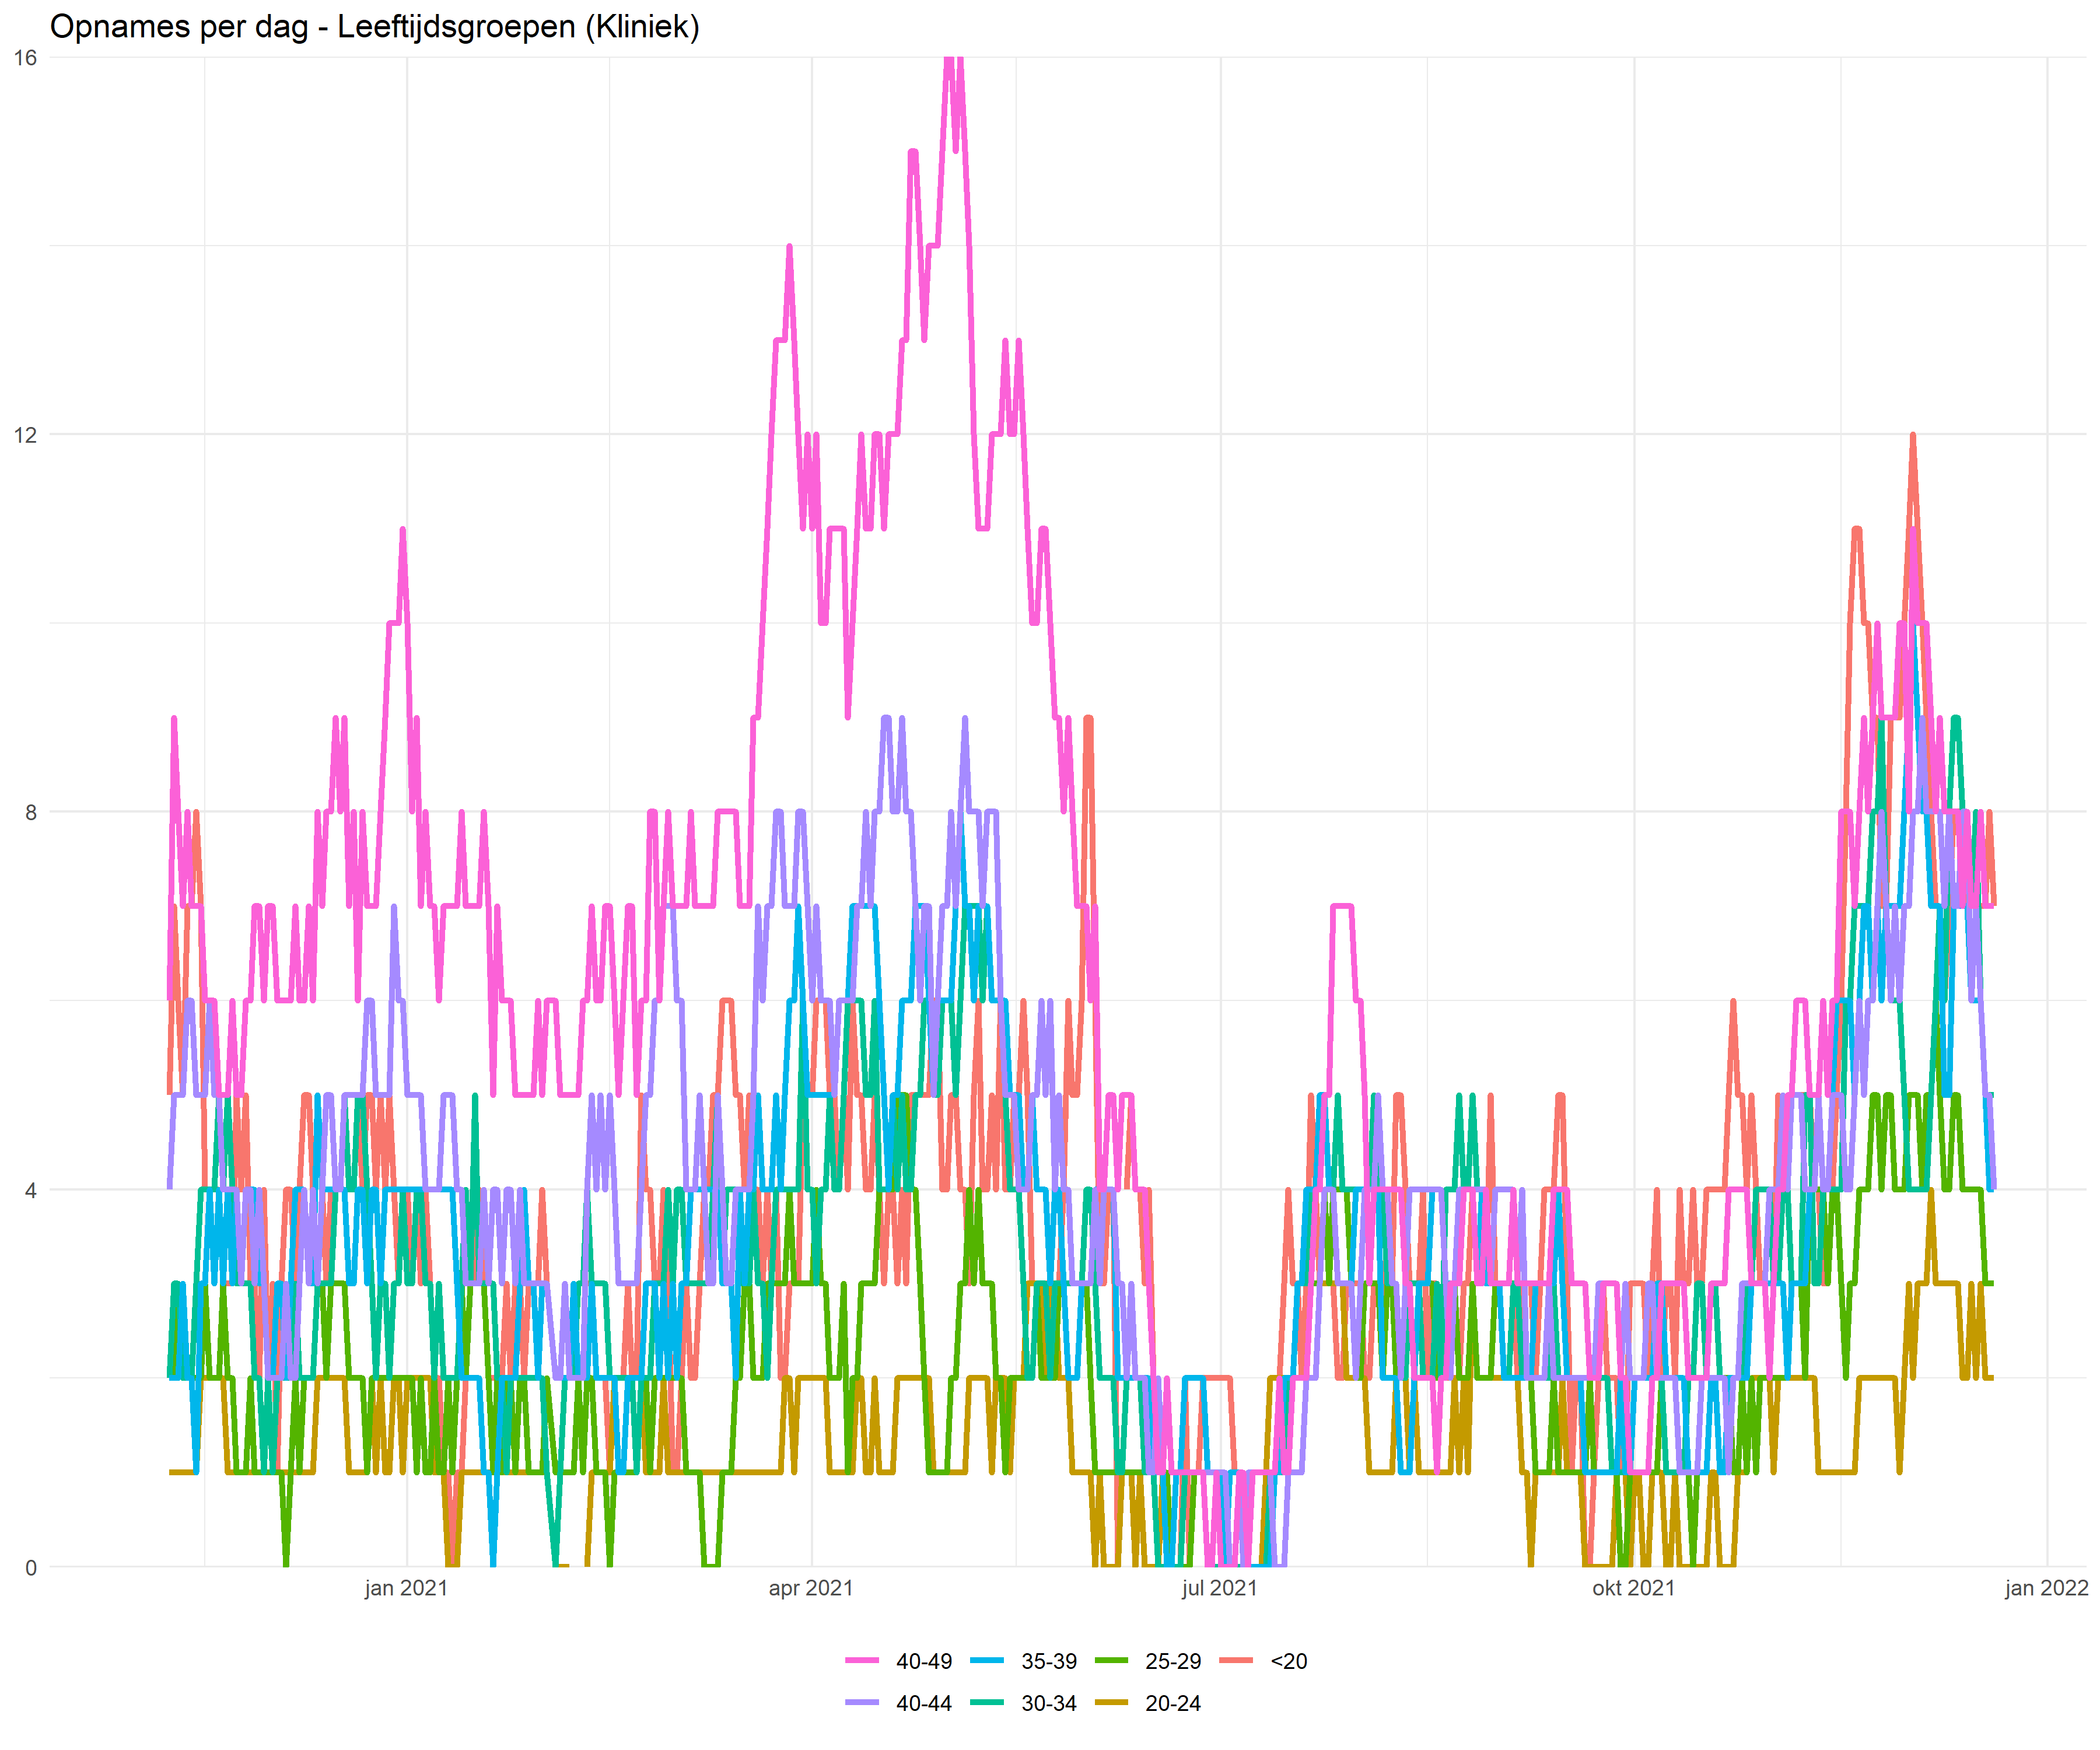 Opnames per dag - Leeftijdsgroepen (Kliniek)
16
12
8
4
0
jan 2021 apr 2021 jul 2021 okt 2021 jan 2022
40-49 35-39 25-29 <20
40-44 30-34 20-24